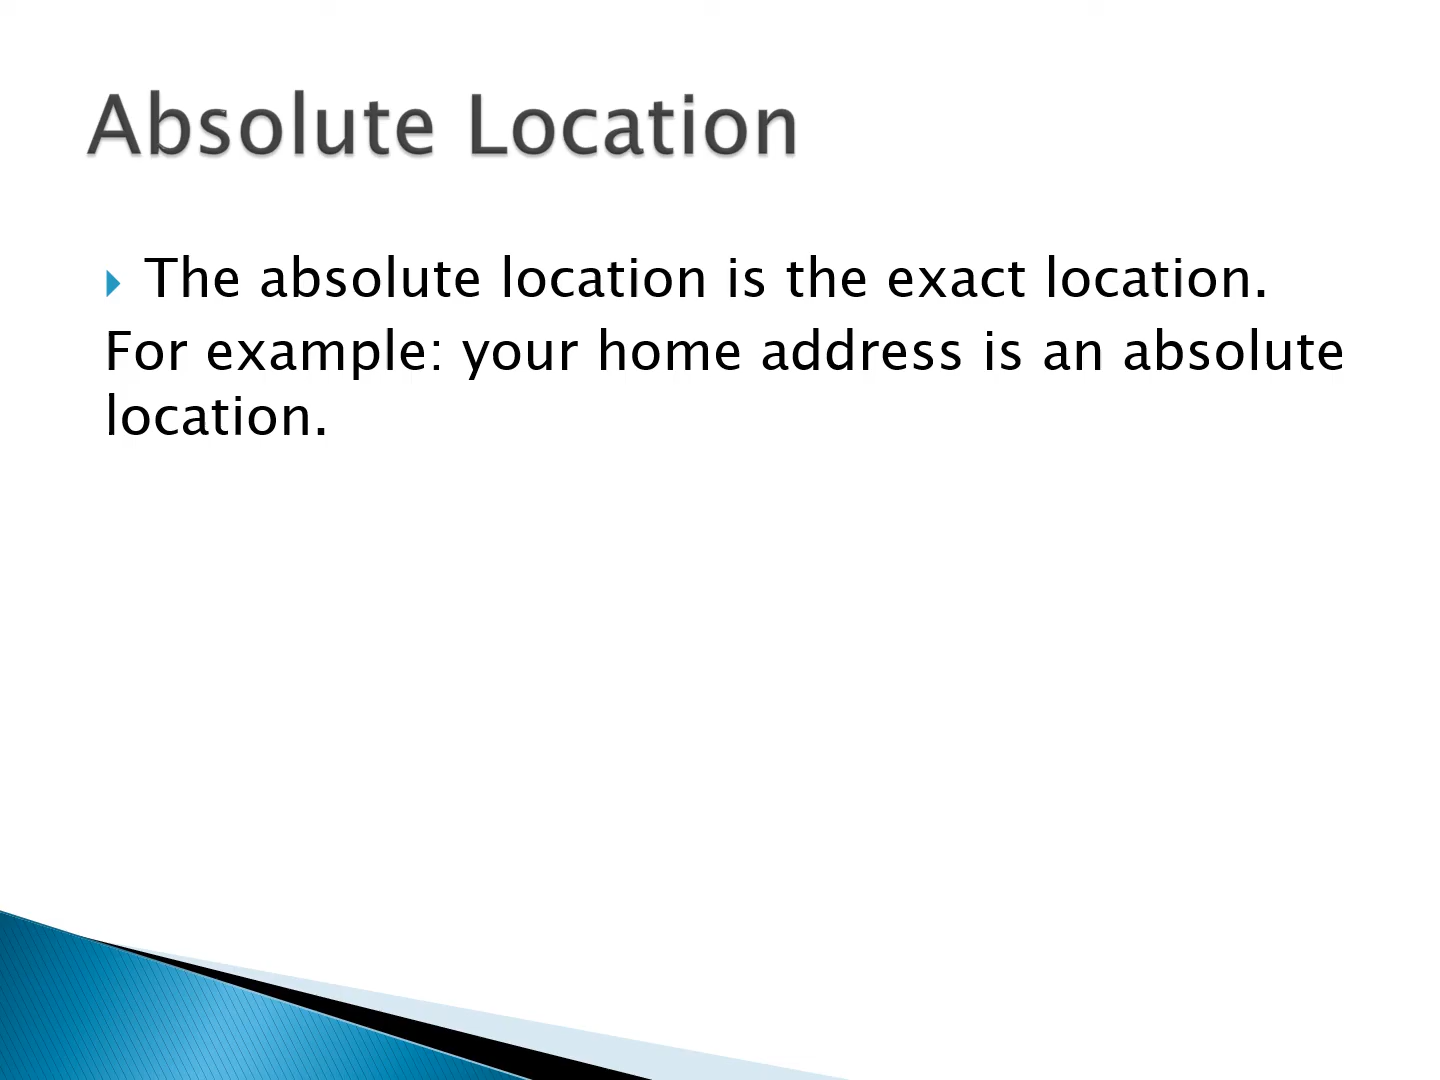 Absolute Location
The absolute location is the exact location.
For example: your home address is an absolute
location.